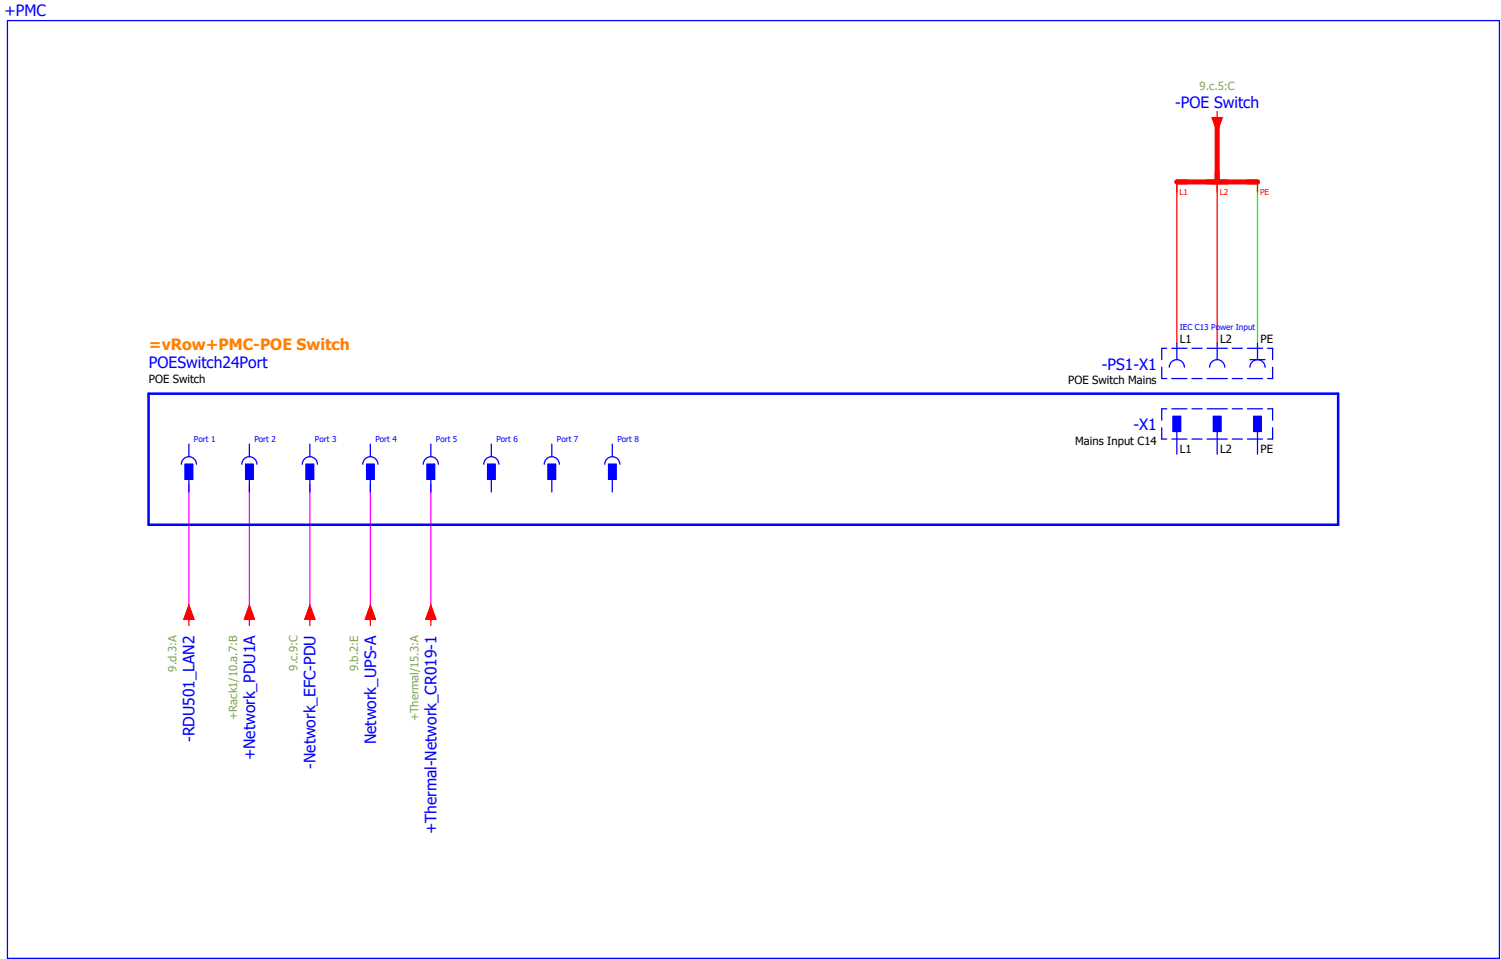 +PMC
9.c.5:C
-POE Switch
L1
L2
PE
IEC C13 Power Input
L1
L2
PE
-PS1-X1
POE Switch Mains
=vRow+PMC-POE Switch
POESwitch24Port
POE Switch
-X1
Mains Input C14
L1
L2
PE
Port 1
Port 2
Port 3
Port 4
Port 5
Port 6
Port 7
Port 8
9.d.3:A
-RDU501_LAN2
+Rack1/10.a.7:B
+Network_PDU1A
9.c.9:C
-Network_EFC-PDU
9.b.2:E
Network_UPS-A
+Thermal/15.3:A
+Thermal-Network_CR019-1